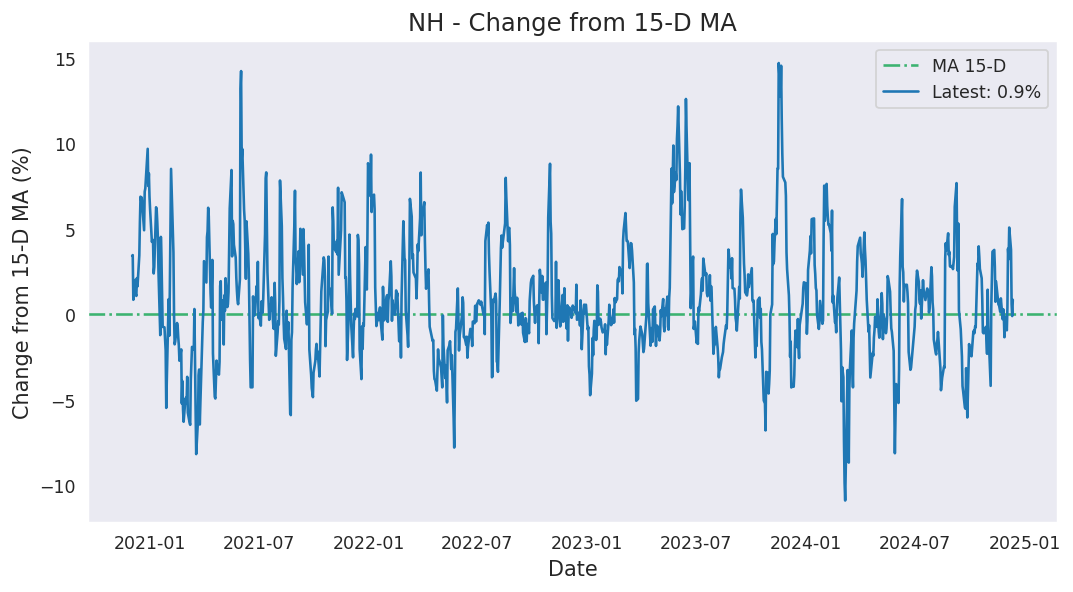 NH - Change from 15-D MA
MA 15-D
Latest: 0.9%
Change from 15-D MA (%)
15
10
5
0
−5
−10
2021-01 2021-07 2022-01 2022-07 2023-01 2023-07 2024-01 2024-07 2025-01
Date